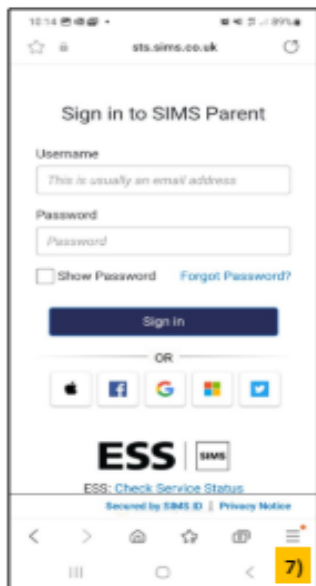 10:14
89%
sts.sims.co.uk
Sign in to SIMS Parent
Username
This is usually an email address
Password
Password
Show Password Forgot Password?
Sign in
OR
ESS SIMS
ESS: Check Service Status
Secured by SIMS ID | Privacy Notice
7)